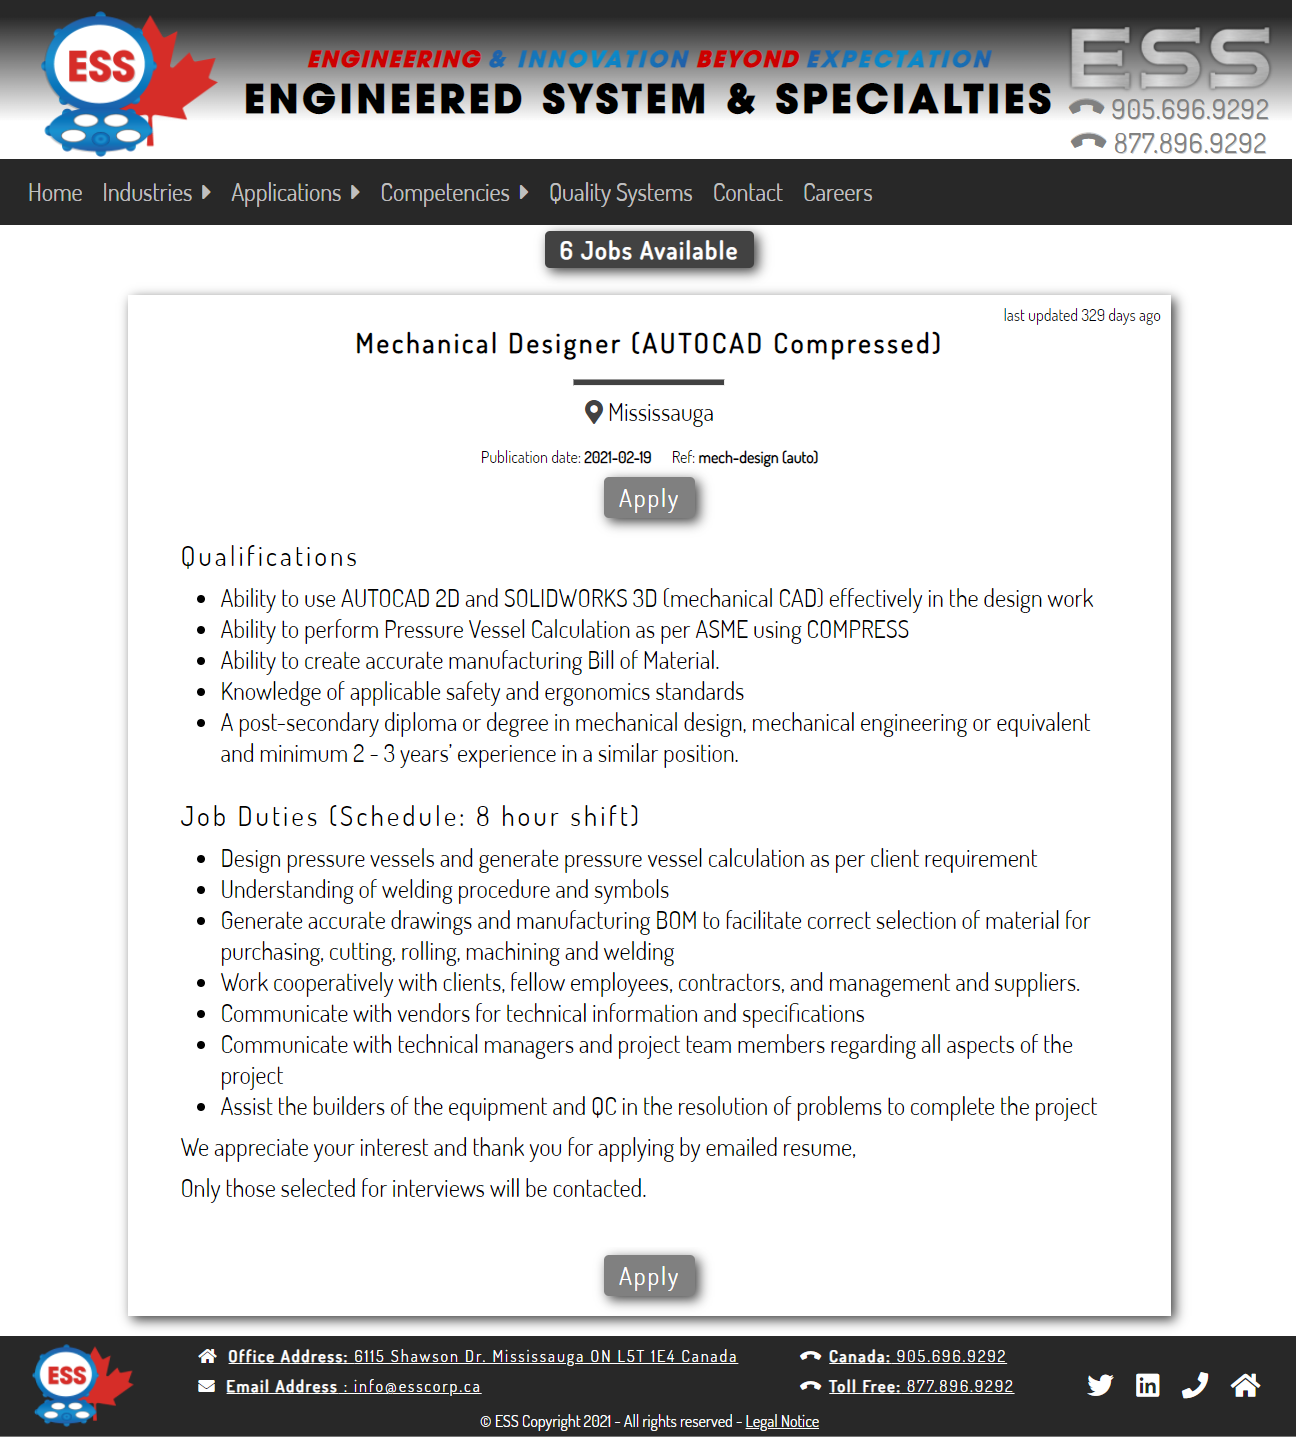 ESS
ENGINEERING & INNOVATION BEYOND EXPECTATION
ENGINEERED SYSTEM & SPECIALTIES
ESS
905.696.9292
877.896.9292
Home Industries Applications Competencies Quality Systems Contact Careers
6 Jobs Available
last updated 329 days ago
Mechanical Designer (AUTOCAD Compressed)
Mississauga
Publication date: 2021-02-19 Ref: mech-design (auto)
Apply
Qualifications
• Ability to use AUTOCAD 2D and SOLIDWORKS 3D (mechanical CAD) effectively in the design work
• Ability to perform Pressure Vessel Calculation as per ASME using COMPRESS
• Ability to create accurate manufacturing Bill of Material.
• Knowledge of applicable safety and ergonomics standards
• A post-secondary diploma or degree in mechanical design, mechanical engineering or equivalent
and minimum 2 - 3 years’ experience in a similar position.
Job Duties (Schedule: 8 hour shift)
• Design pressure vessels and generate pressure vessel calculation as per client requirement
• Understanding of welding procedure and symbols
• Generate accurate drawings and manufacturing BOM to facilitate correct selection of material for
purchasing, cutting, rolling, machining and welding
• Work cooperatively with clients, fellow employees, contractors, and management and suppliers.
• Communicate with vendors for technical information and specifications
• Communicate with technical managers and project team members regarding all aspects of the
project
• Assist the builders of the equipment and QC in the resolution of problems to complete the project
We appreciate your interest and thank you for applying by emailed resume,
Only those selected for interviews will be contacted.
Apply
ESS
Office Address: 6115 Shawson Dr. Mississauga ON L5T 1E4 Canada
Canada: 905.696.9292
Email Address : info@esscorp.ca
Toll Free: 877.896.9292
© ESS Copyright 2021 - All rights reserved - Legal Notice